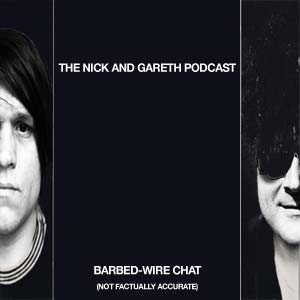 THE NICK AND GARETH PODCAST
BARBED-WIRE CHAT
(NOT FACTUALLY ACCURATE)